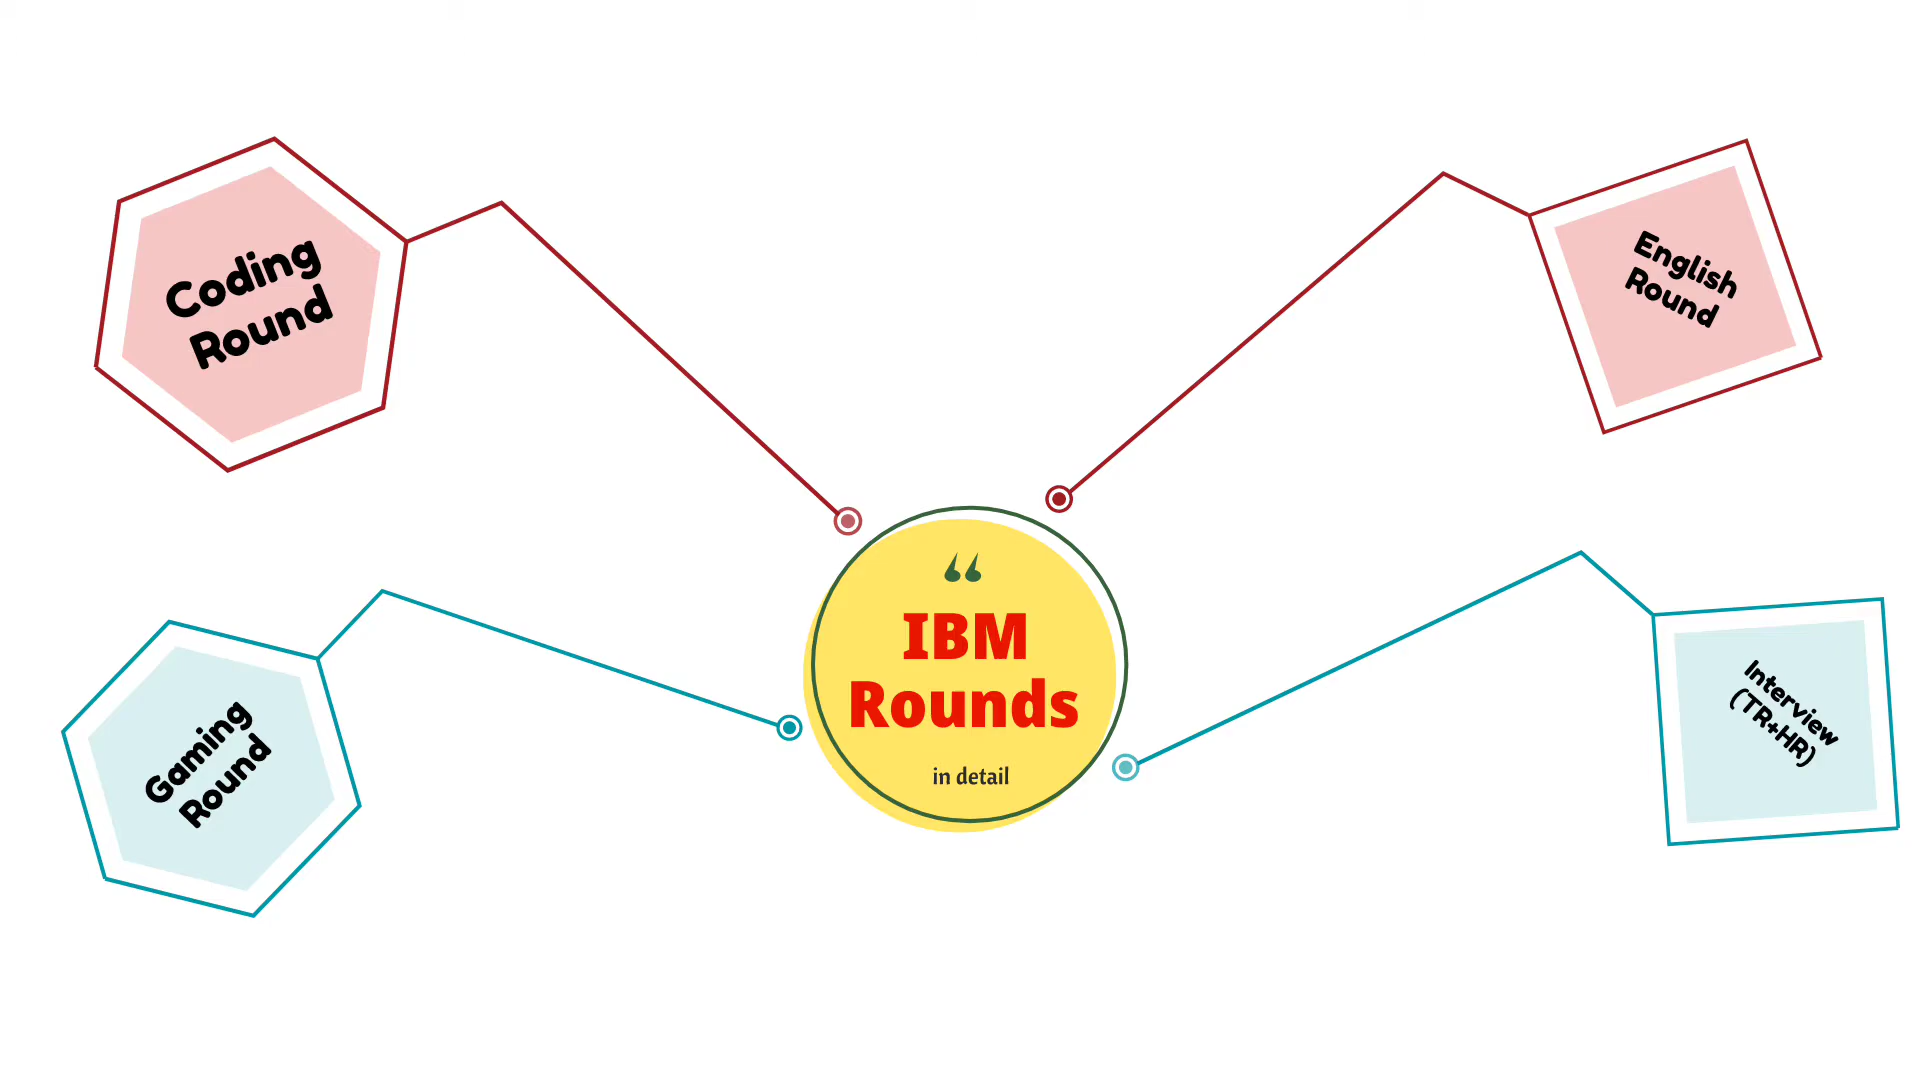 Coding
Round
English
Round
“
IBM
Rounds
in detail
Gaming
Round
Interview
(TR+HR)